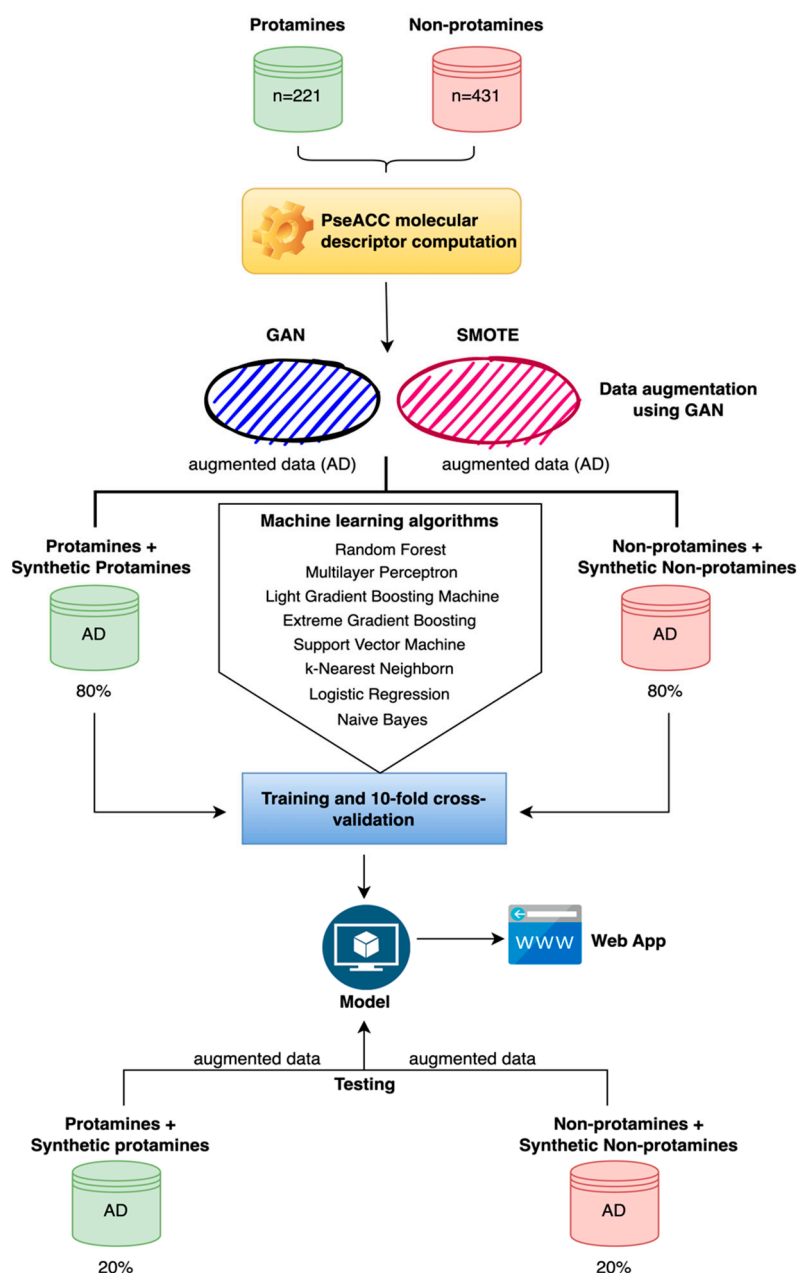 Protamines
Non-protamines
n=221
n=431
PseACC molecular
descriptor computation
GAN
SMOTE
Data augmentation
using GAN
augmented data (AD)
augmented data (AD)
Machine learning algorithms
Random Forest
Multilayer Perceptron
Light Gradient Boosting Machine
Extreme Gradient Boosting
Support Vector Machine
k-Nearest Neighborn
Logistic Regression
Naive Bayes
Protamines +
Synthetic Protamines
AD
80%
Non-protamines +
Synthetic Non-protamines
AD
80%
Training and 10-fold cross-
validation
Model
WWW
Web App
augmented data
augmented data
Testing
Protamines +
Synthetic protamines
AD
20%
Non-protamines +
Synthetic Non-protamines
AD
20%